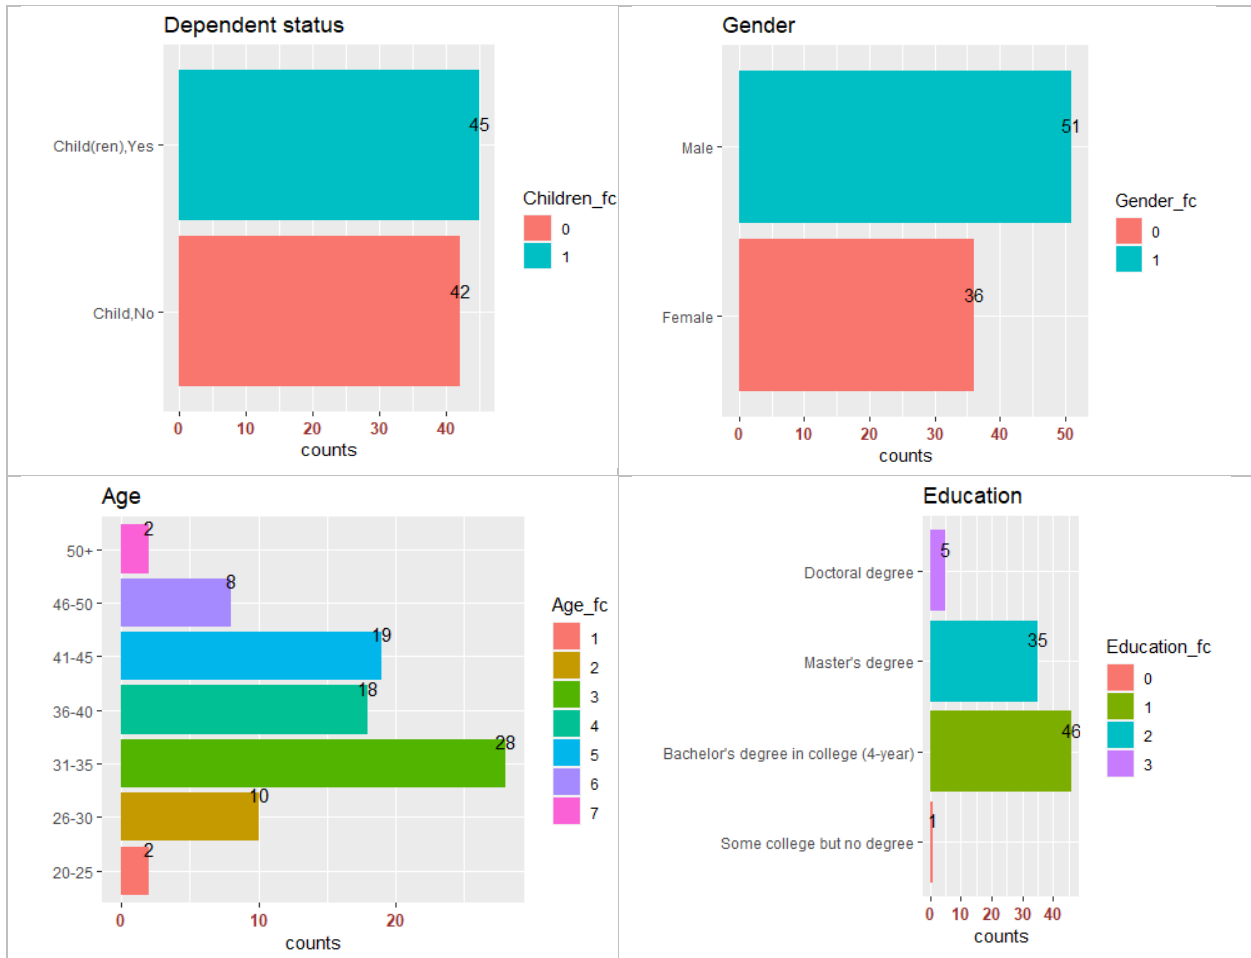 Dependent status
45
Child(ren),Yes
42
Child,No
0 10 20 30 40
counts
Children_fc
0
1
Gender
51
Male
36
Female
0 10 20 30 40 50
counts
Gender_fc
0
1
Age
2
50+
8
46-50
19
41-45
18
36-40
28
31-35
10
26-30
2
20-25
0 10 20
counts
Age_fc
1
2
3
4
5
6
7
Education
5
Doctoral degree
35
Master's degree
46
Bachelor's degree in college (4-year)
1
Some college but no degree
0 10 20 30 40
counts
Education_fc
0
1
2
3